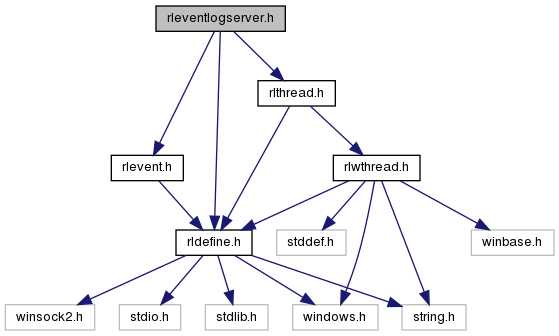 rleventlogserver.h
rlthread.h
rlevent.h
rlwthread.h
rldefine.h
stddef.h
winbase.h
winsock2.h
stdio.h
stdlib.h
windows.h
string.h